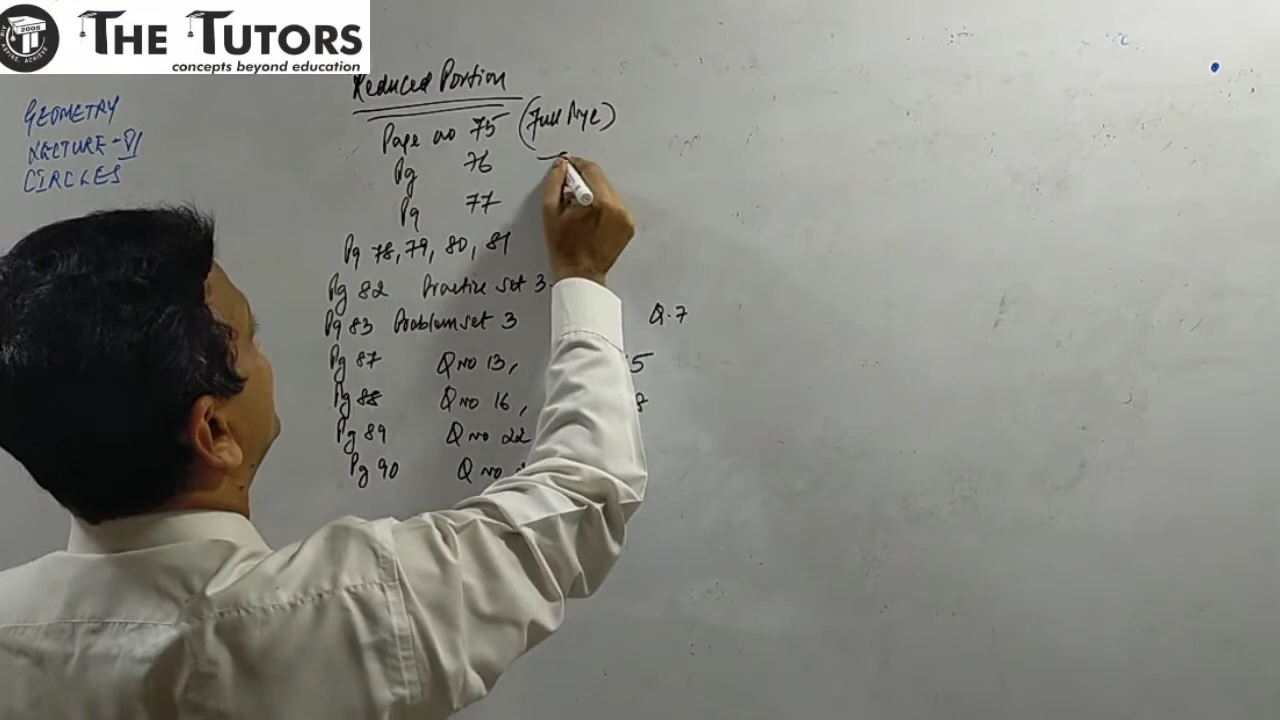 THE TUTORS
concepts beyond education
2005
GEOMETRY
LECTURE-VI
CIRCLES
Reduced Portion
Page no 75 (Full Page)
Pg 76
Pg 77
Pg 78, 79, 80, 81
Pg 82 Practice Set 3.
Pg 83 Problem set 3 Q.7
Pg 87 Q no 13, 5
Pg 88 Q no 16, 8
Pg 89 Q no 22
Pg 90 Q no